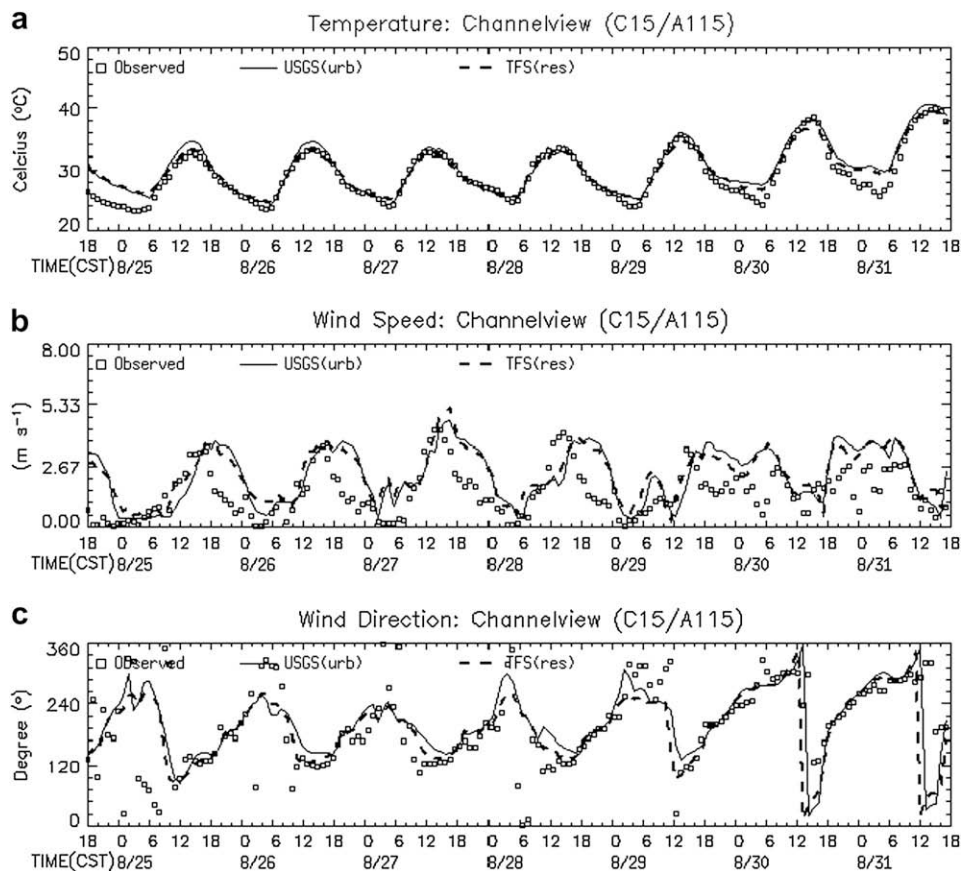 a
Temperature: Channelview (C15/A115)
50
40
30
20
Celcius (°C)
Observed USGS(urb) TFS(res)
18 0 6 12 18 0 6 12 18 0 6 12 18 0 6 12 18 0 6 12 18 0 6 12 18 0 6 12 18
TIME(CST) 8/25 8/26 8/27 8/28 8/29 8/30 8/31
b
Wind Speed: Channelview (C15/A115)
8.00
5.33
2.67
0.00
(m s⁻¹)
Observed USGS(urb) TFS(res)
18 0 6 12 18 0 6 12 18 0 6 12 18 0 6 12 18 0 6 12 18 0 6 12 18 0 6 12 18
TIME(CST) 8/25 8/26 8/27 8/28 8/29 8/30 8/31
c
Wind Direction: Channelview (C15/A115)
360
240
120
0
Degree (°)
Observed USGS(urb) TFS(res)
18 0 6 12 18 0 6 12 18 0 6 12 18 0 6 12 18 0 6 12 18 0 6 12 18 0 6 12 18
TIME(CST) 8/25 8/26 8/27 8/28 8/29 8/30 8/31